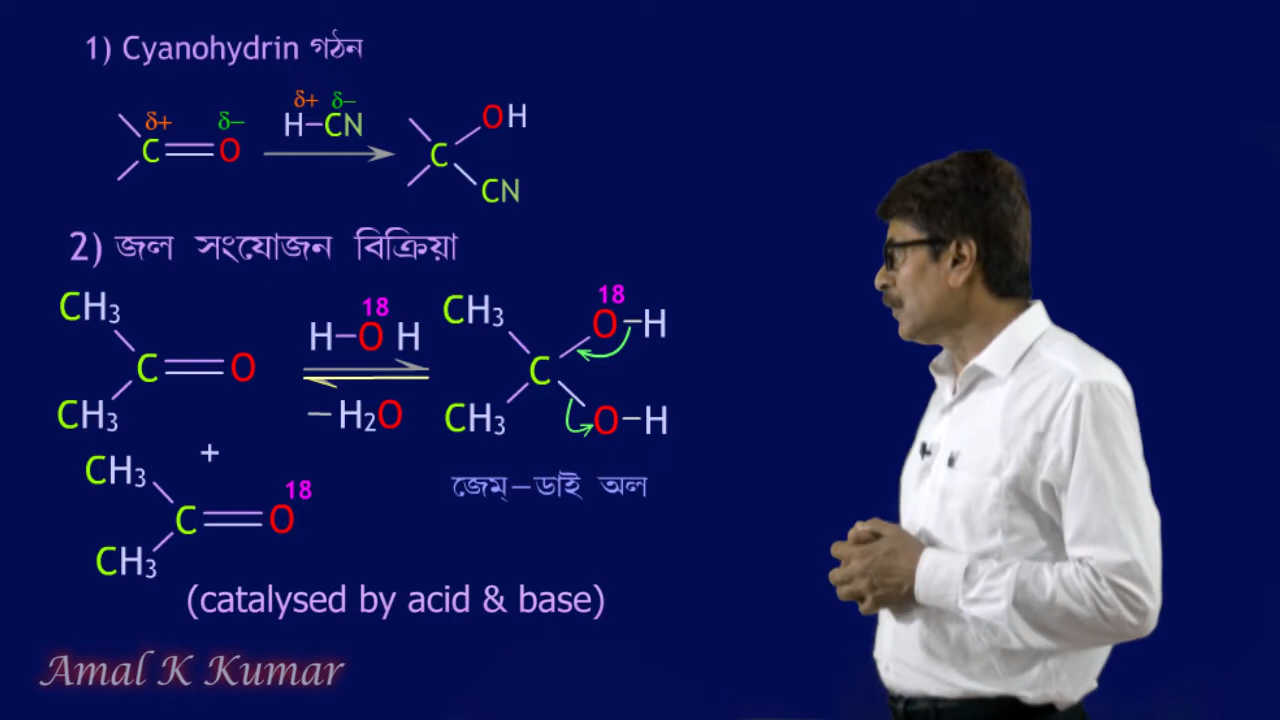 1) Cyanohydrin গঠন
δ+ δ− δ+ δ−
C=O H−CN C OH
CN
2) জল সংযোজন বিক্রিয়া
CH3 18 CH3 18
H−O H O−H
C=O C
−H2O
CH3 CH3 O−H
+
CH3 18 জেম্−ডাই অল
C=O
CH3
(catalysed by acid & base)
Amal K Kumar